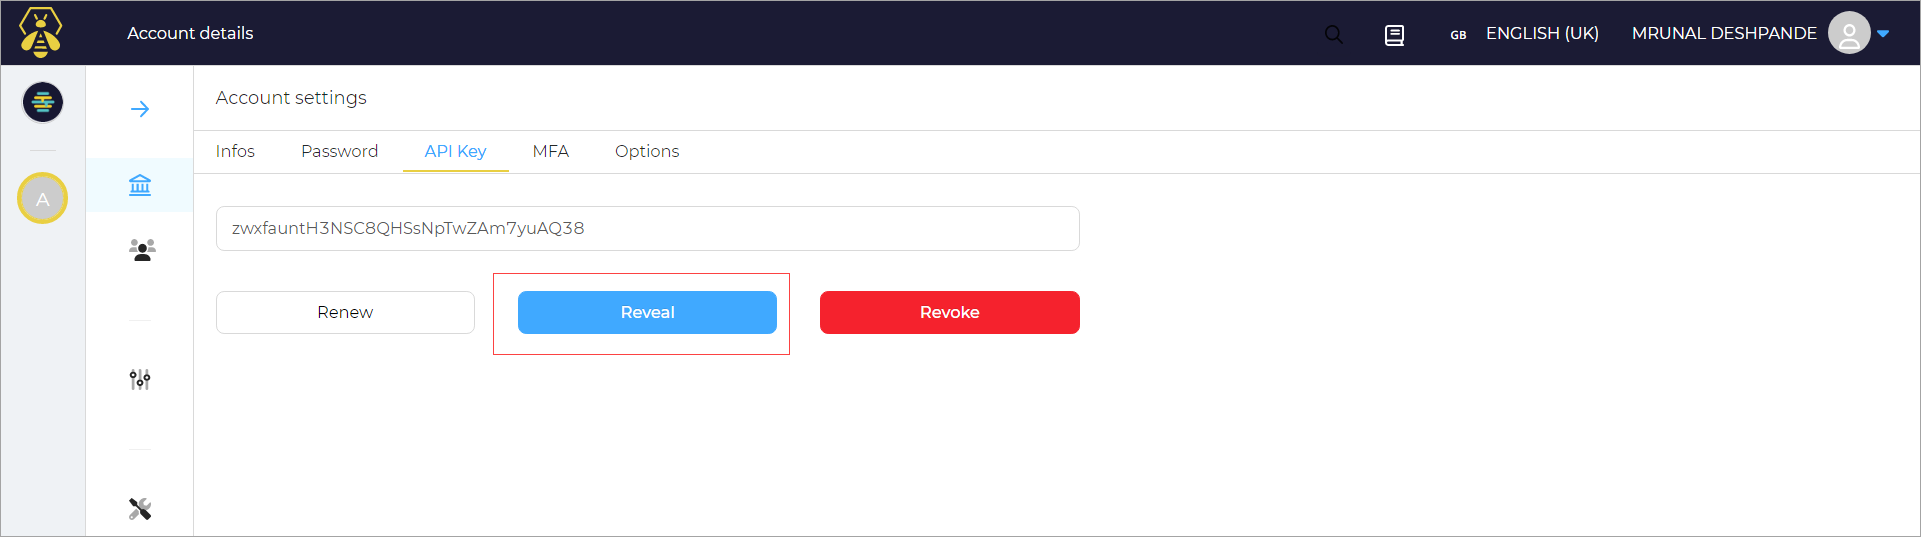 Account details
GB ENGLISH (UK) MRUNAL DESHPANDE
A
Account settings
Infos Password API Key MFA Options
zwxfauntH3NSC8QHSsNpTwZAm7yuAQ38
Renew Reveal Revoke